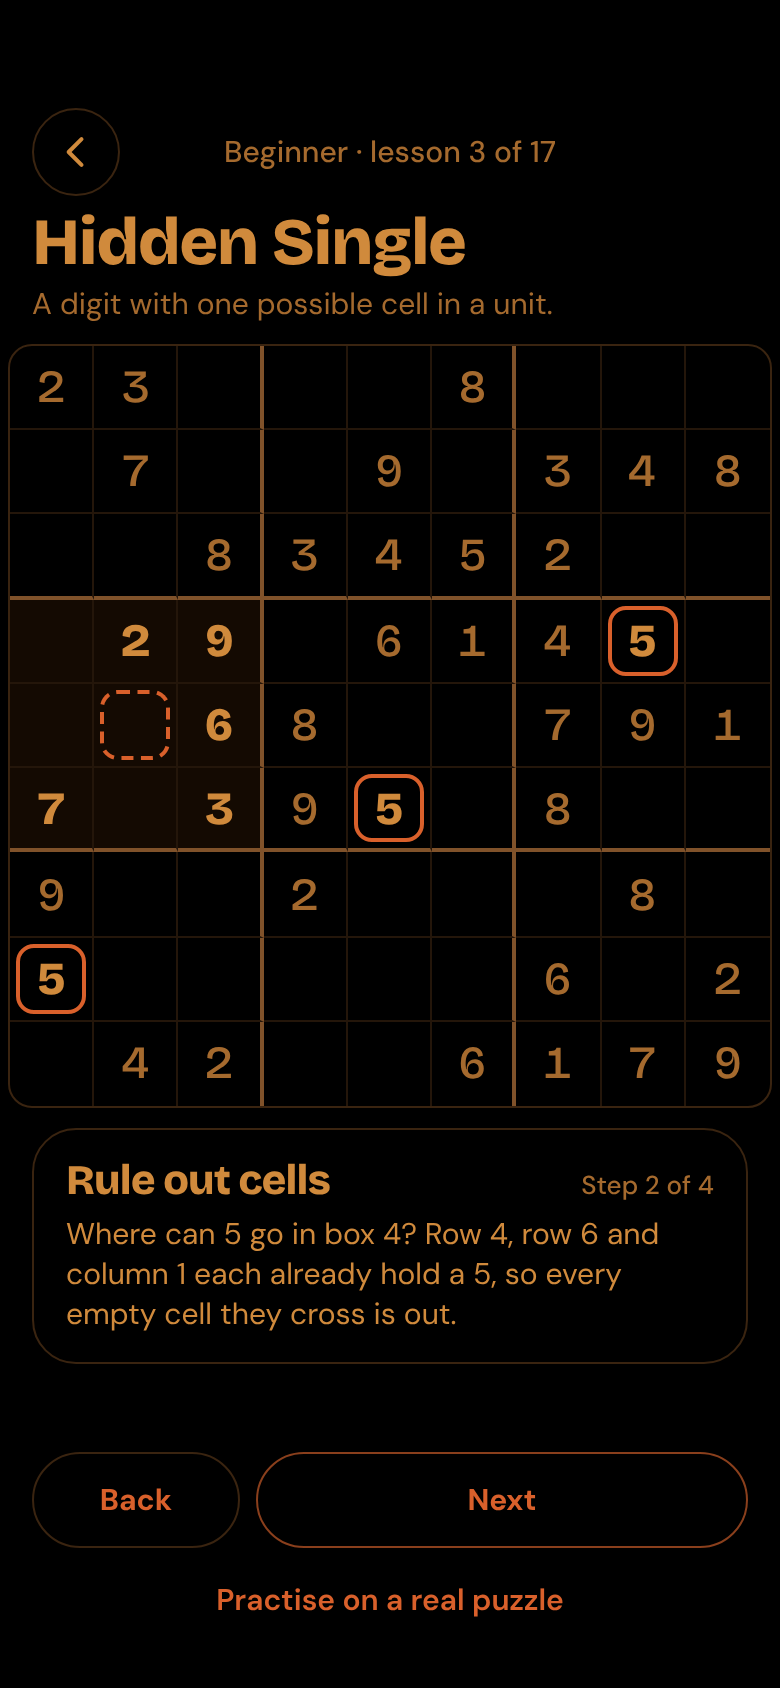 Beginner · lesson 3 of 17
Hidden Single
A digit with one possible cell in a unit.
2 3 8
7 9 3 4 8
8 3 4 5 2
2 9 6 1 4 5
6 8 7 9 1
7 3 9 5 8
9 2 8
5 6 2
4 2 6 1 7 9
Rule out cells
Step 2 of 4
Where can 5 go in box 4? Row 4, row 6 and
column 1 each already hold a 5, so every
empty cell they cross is out.
Back
Next
Practise on a real puzzle